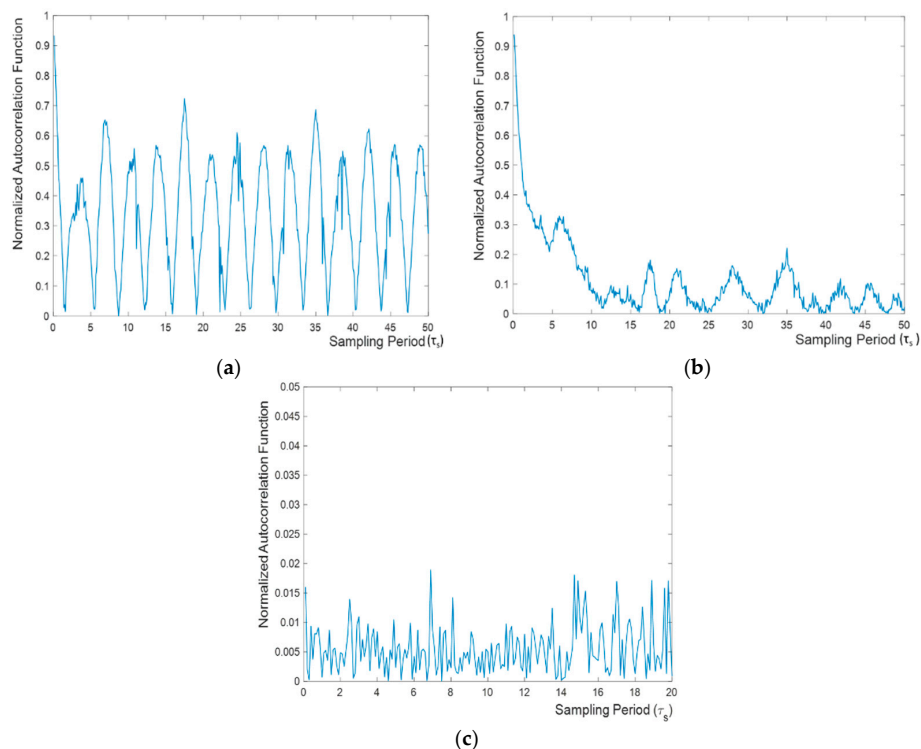 Normalized Autocorrelation Function
1
0.9
0.8
0.7
0.6
0.5
0.4
0.3
0.2
0.1
0
0 5 10 15 20 25 30 35 40 45 50
Sampling Period (τs)
(a)
Normalized Autocorrelation Function
1
0.9
0.8
0.7
0.6
0.5
0.4
0.3
0.2
0.1
0
0 5 10 15 20 25 30 35 40 45 50
Sampling Period (τs)
(b)
Normalized Autocorrelation Function
0.05
0.045
0.04
0.035
0.03
0.025
0.02
0.015
0.01
0.005
0
0 2 4 6 8 10 12 14 16 18 20
Sampling Period (τs)
(c)